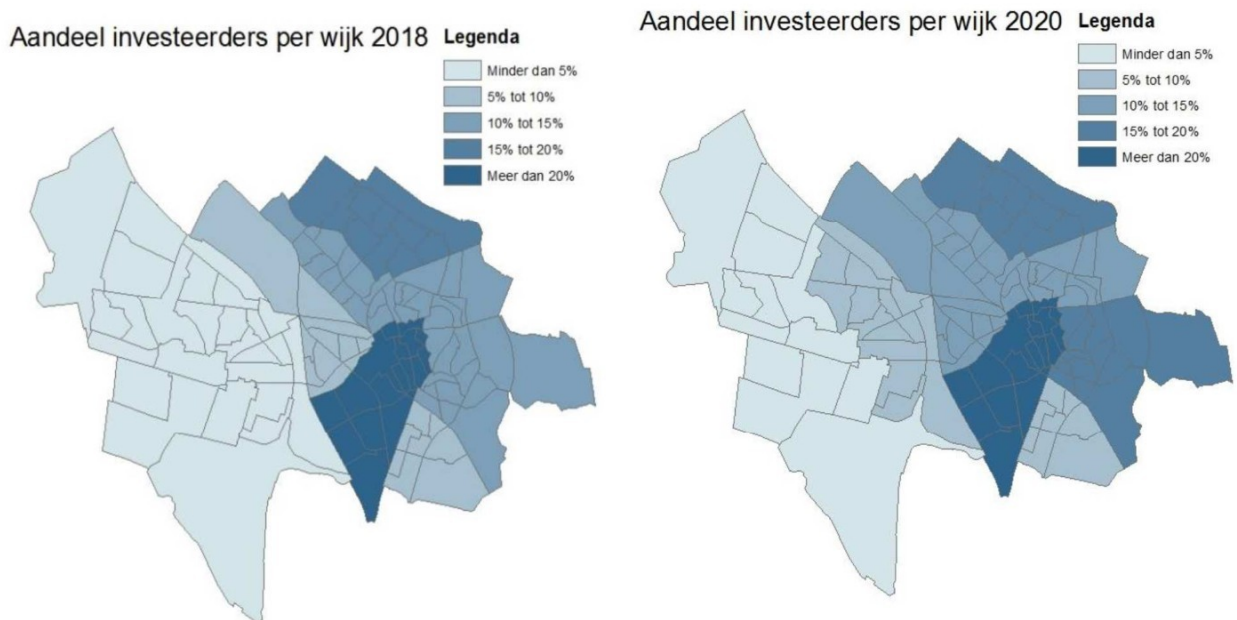 Aandeel investeerders per wijk 2018
Legenda
Minder dan 5%
5% tot 10%
10% tot 15%
15% tot 20%
Meer dan 20%
Aandeel investeerders per wijk 2020
Legenda
Minder dan 5%
5% tot 10%
10% tot 15%
15% tot 20%
Meer dan 20%